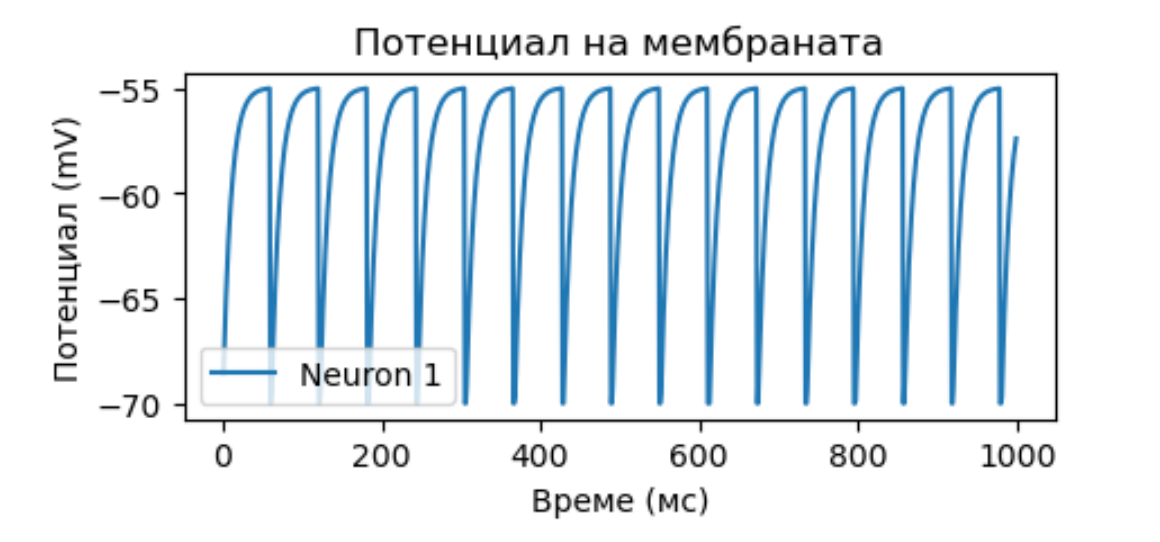 Потенциал на мембраната
Потенциал (mV)
−55
−60
−65
−70
Neuron 1
0 200 400 600 800 1000
Време (мс)